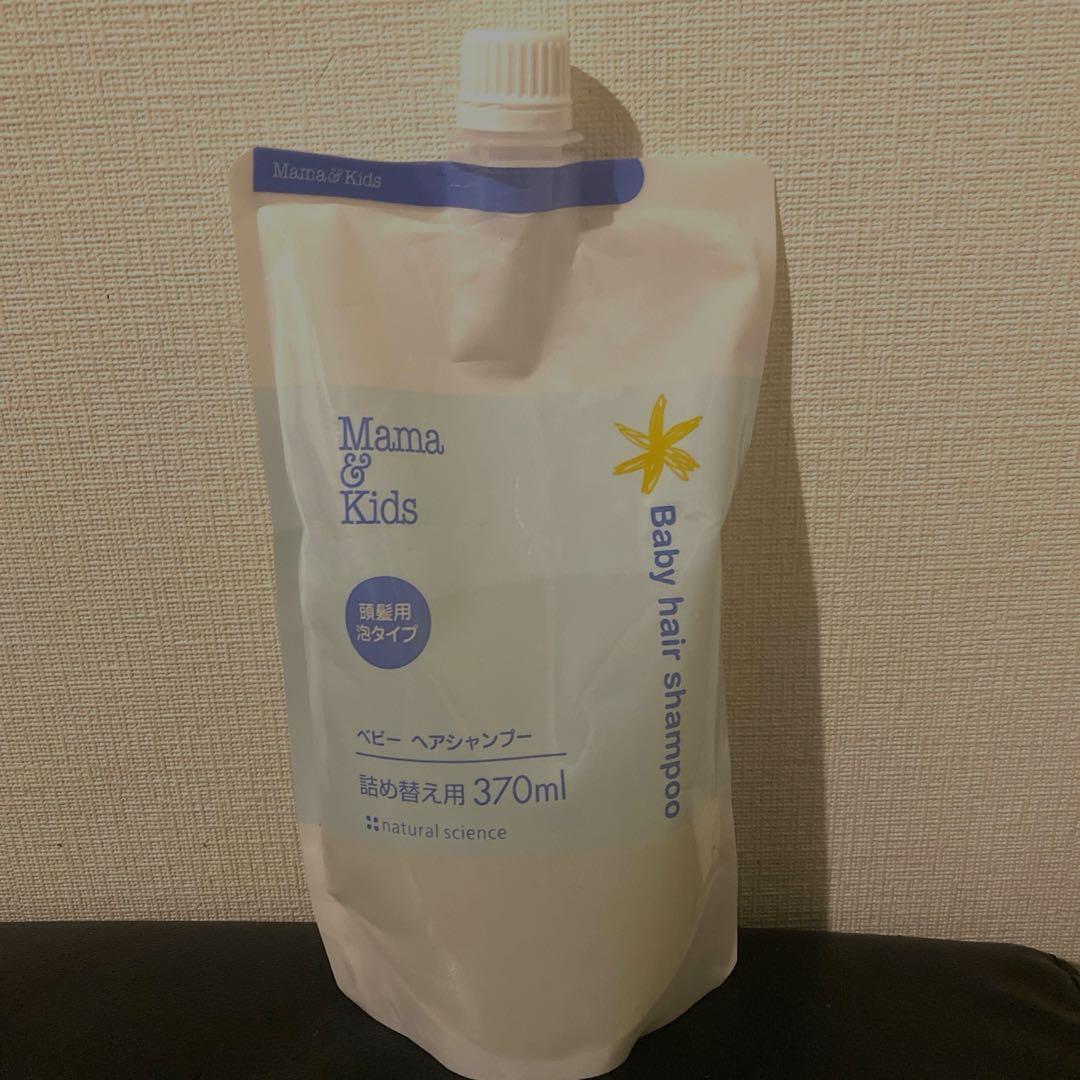 Mama&Kids
Mama
&
Kids
頭髪用
泡タイプ
ベビー ヘアシャンプー
詰め替え用 370ml
natural science
Baby hair shampoo